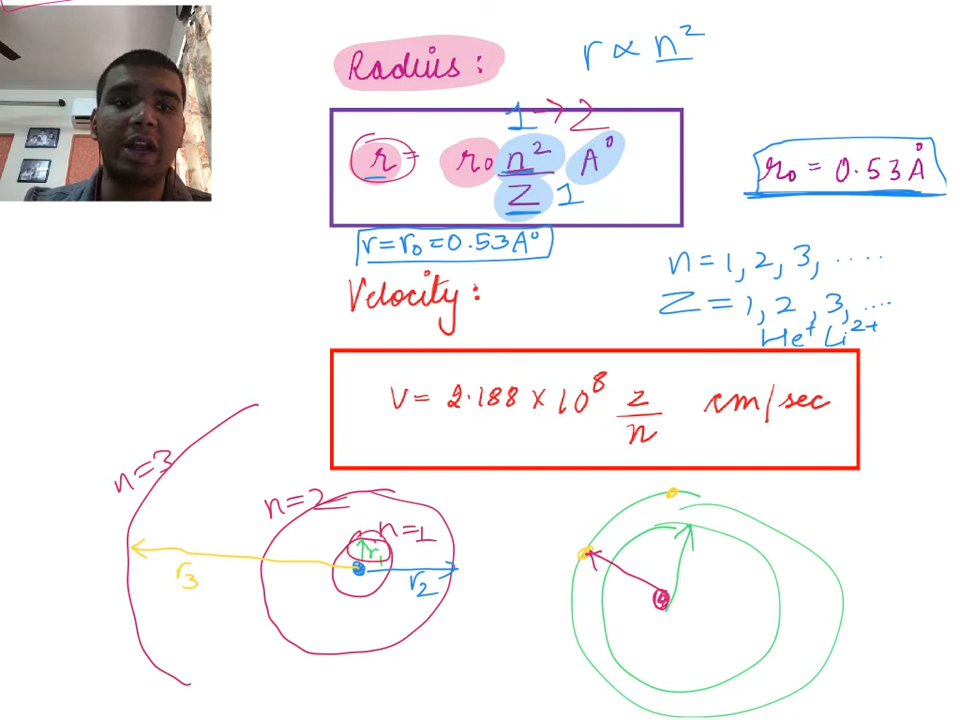 Radius:
r ∝ n²
1 → 2
r = r₀ n²/Z A°
1
r₀ = 0.53 Å
r = r₀ = 0.53 A°
n = 1, 2, 3, .....
Z = 1, 2, 3, ....
He⁺ Li²⁺
Velocity:
V = 2.188 × 10⁸ z/n cm/sec
n=3
n=2
n=1
r₁
r₂
r₃